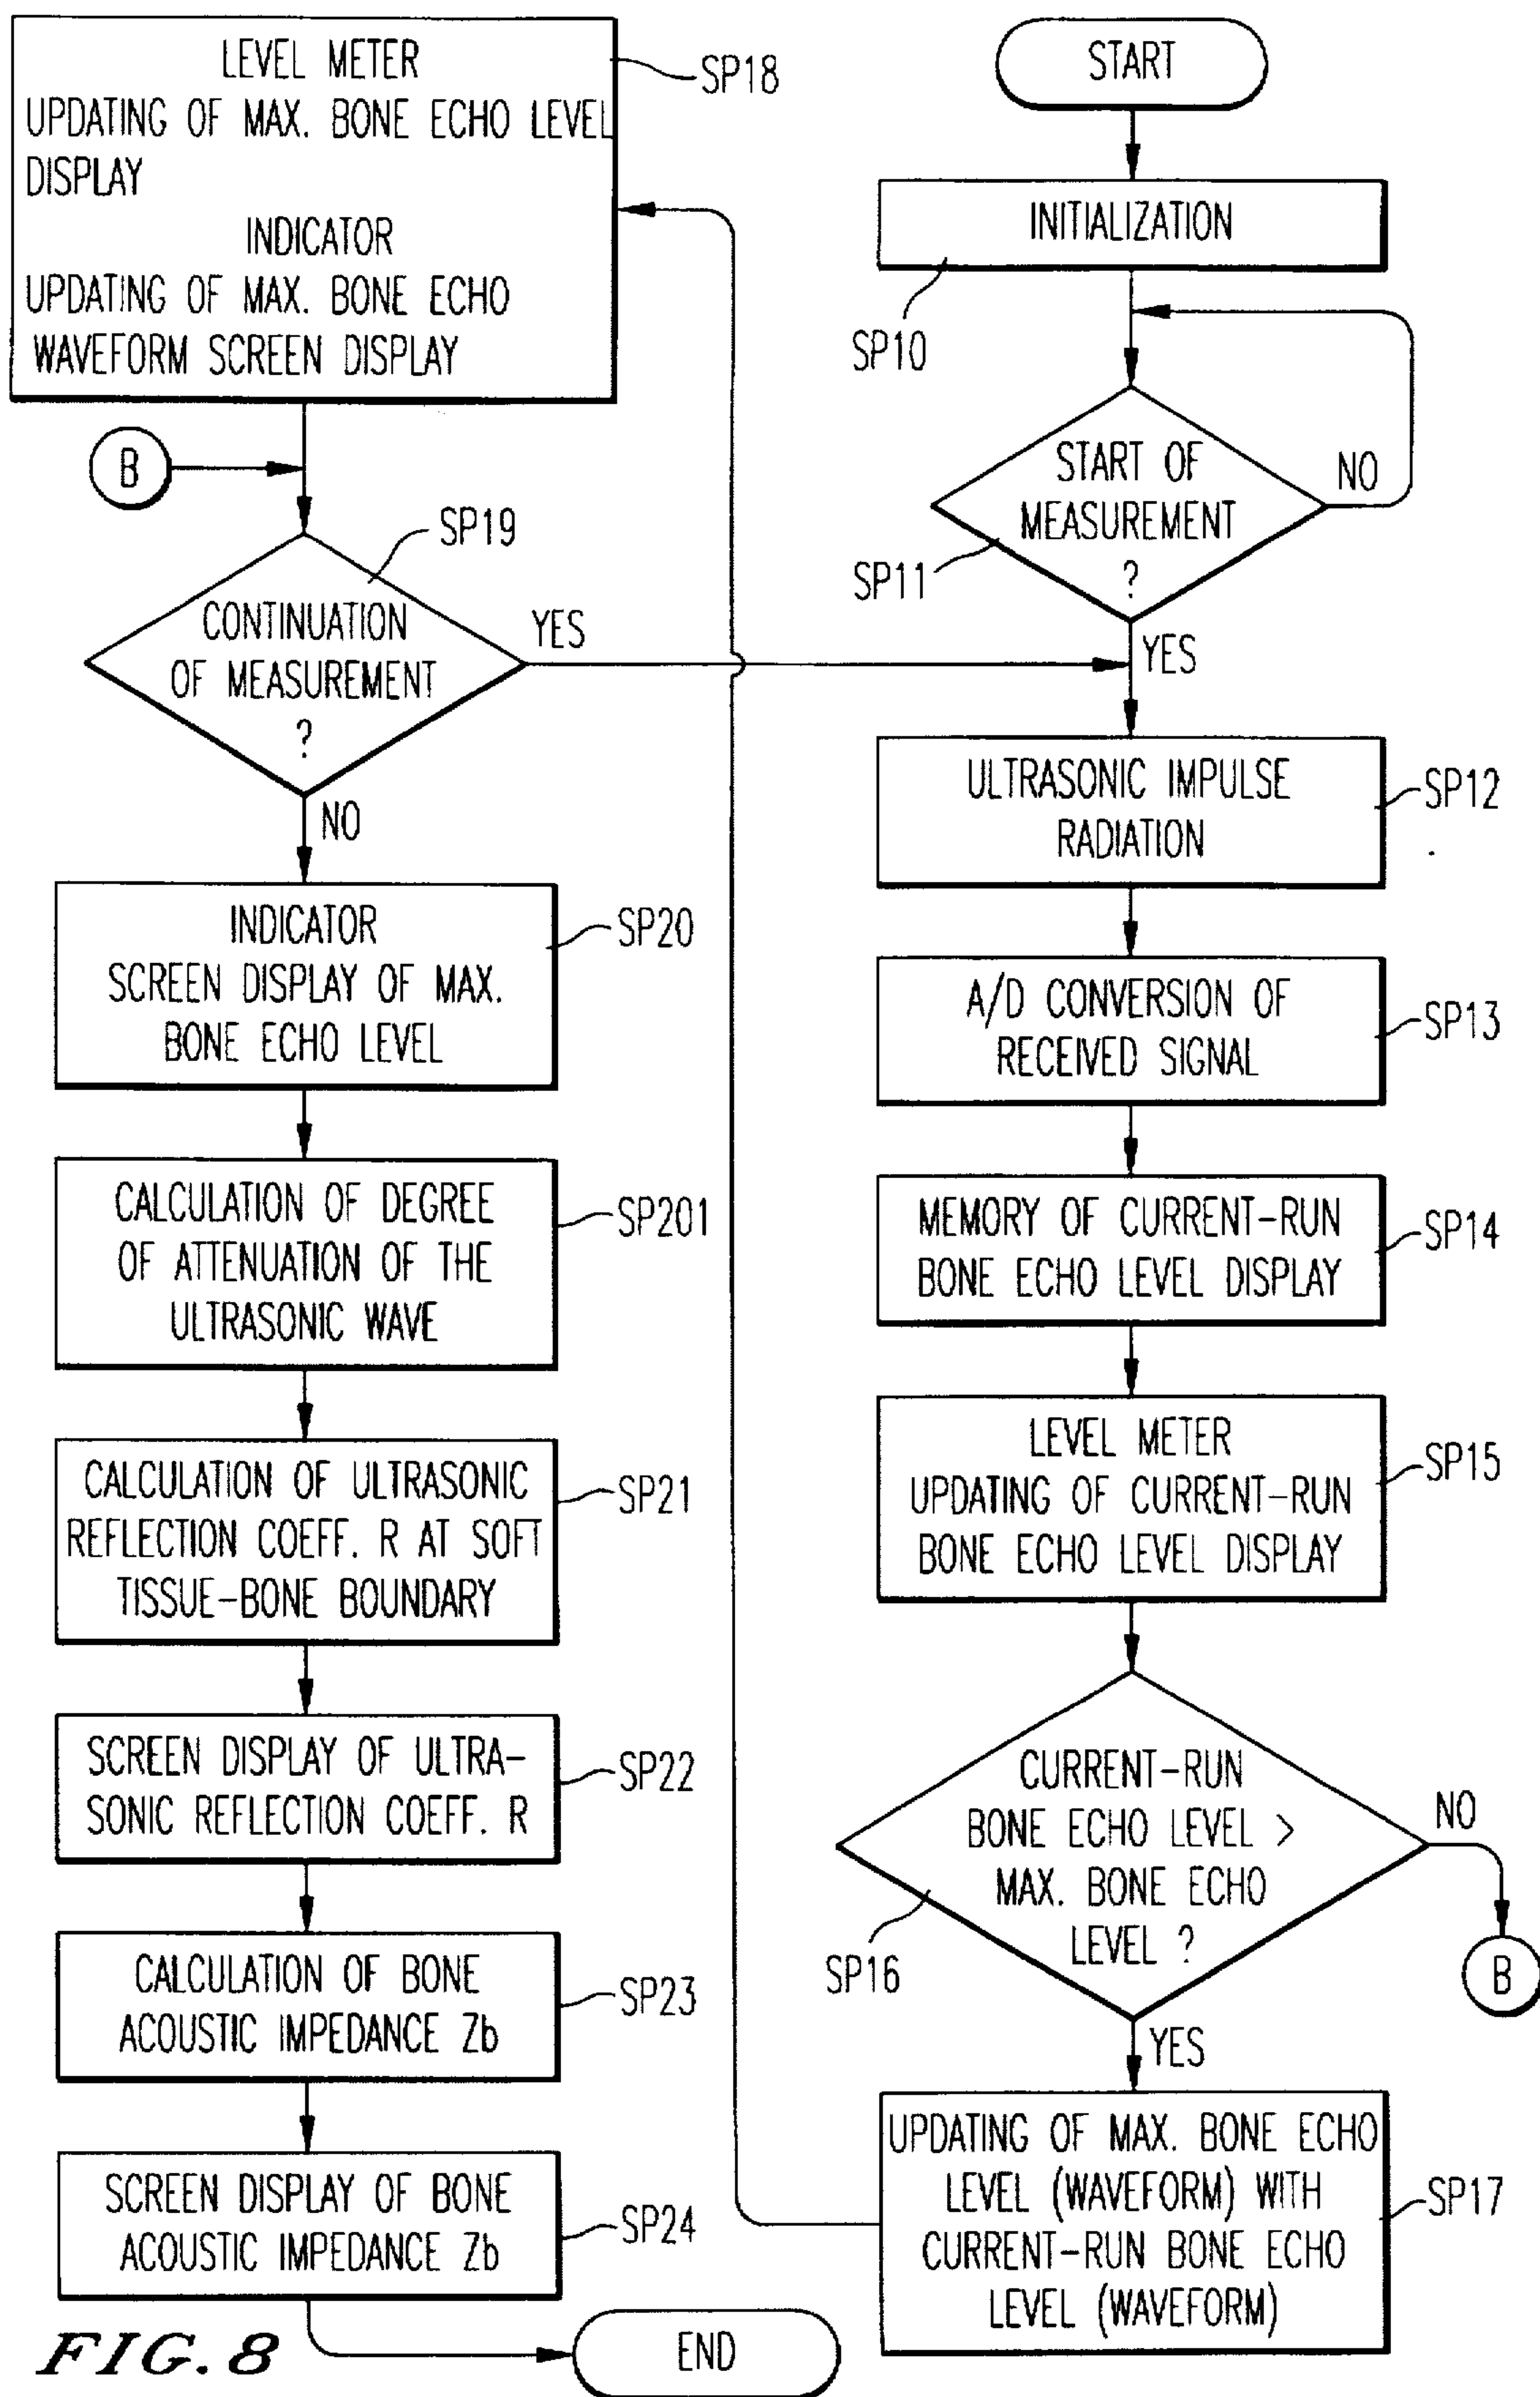 START
INITIALIZATION
SP10
START OF
MEASUREMENT
?
SP11
NO
YES
ULTRASONIC IMPULSE
RADIATION
SP12
A/D CONVERSION OF
RECEIVED SIGNAL
SP13
MEMORY OF CURRENT-RUN
BONE ECHO LEVEL DISPLAY
SP14
LEVEL METER
UPDATING OF CURRENT-RUN
BONE ECHO LEVEL DISPLAY
SP15
CURRENT-RUN
BONE ECHO LEVEL >
MAX. BONE ECHO
LEVEL ?
SP16
NO
B
YES
UPDATING OF MAX. BONE ECHO
LEVEL (WAVEFORM) WITH
CURRENT-RUN BONE ECHO
LEVEL (WAVEFORM)
SP17
LEVEL METER
UPDATING OF MAX. BONE ECHO LEVEL
DISPLAY
INDICATOR
UPDATING OF MAX. BONE ECHO
WAVEFORM SCREEN DISPLAY
SP18
B
SP19
CONTINUATION
OF MEASUREMENT
?
YES
NO
INDICATOR
SCREEN DISPLAY OF MAX.
BONE ECHO LEVEL
SP20
CALCULATION OF DEGREE
OF ATTENUATION OF THE
ULTRASONIC WAVE
SP201
CALCULATION OF ULTRASONIC
REFLECTION COEFF. R AT SOFT
TISSUE-BONE BOUNDARY
SP21
SCREEN DISPLAY OF ULTRA-
SONIC REFLECTION COEFF. R
SP22
CALCULATION OF BONE
ACOUSTIC IMPEDANCE Zb
SP23
SCREEN DISPLAY OF BONE
ACOUSTIC IMPEDANCE Zb
SP24
END
FIG. 8